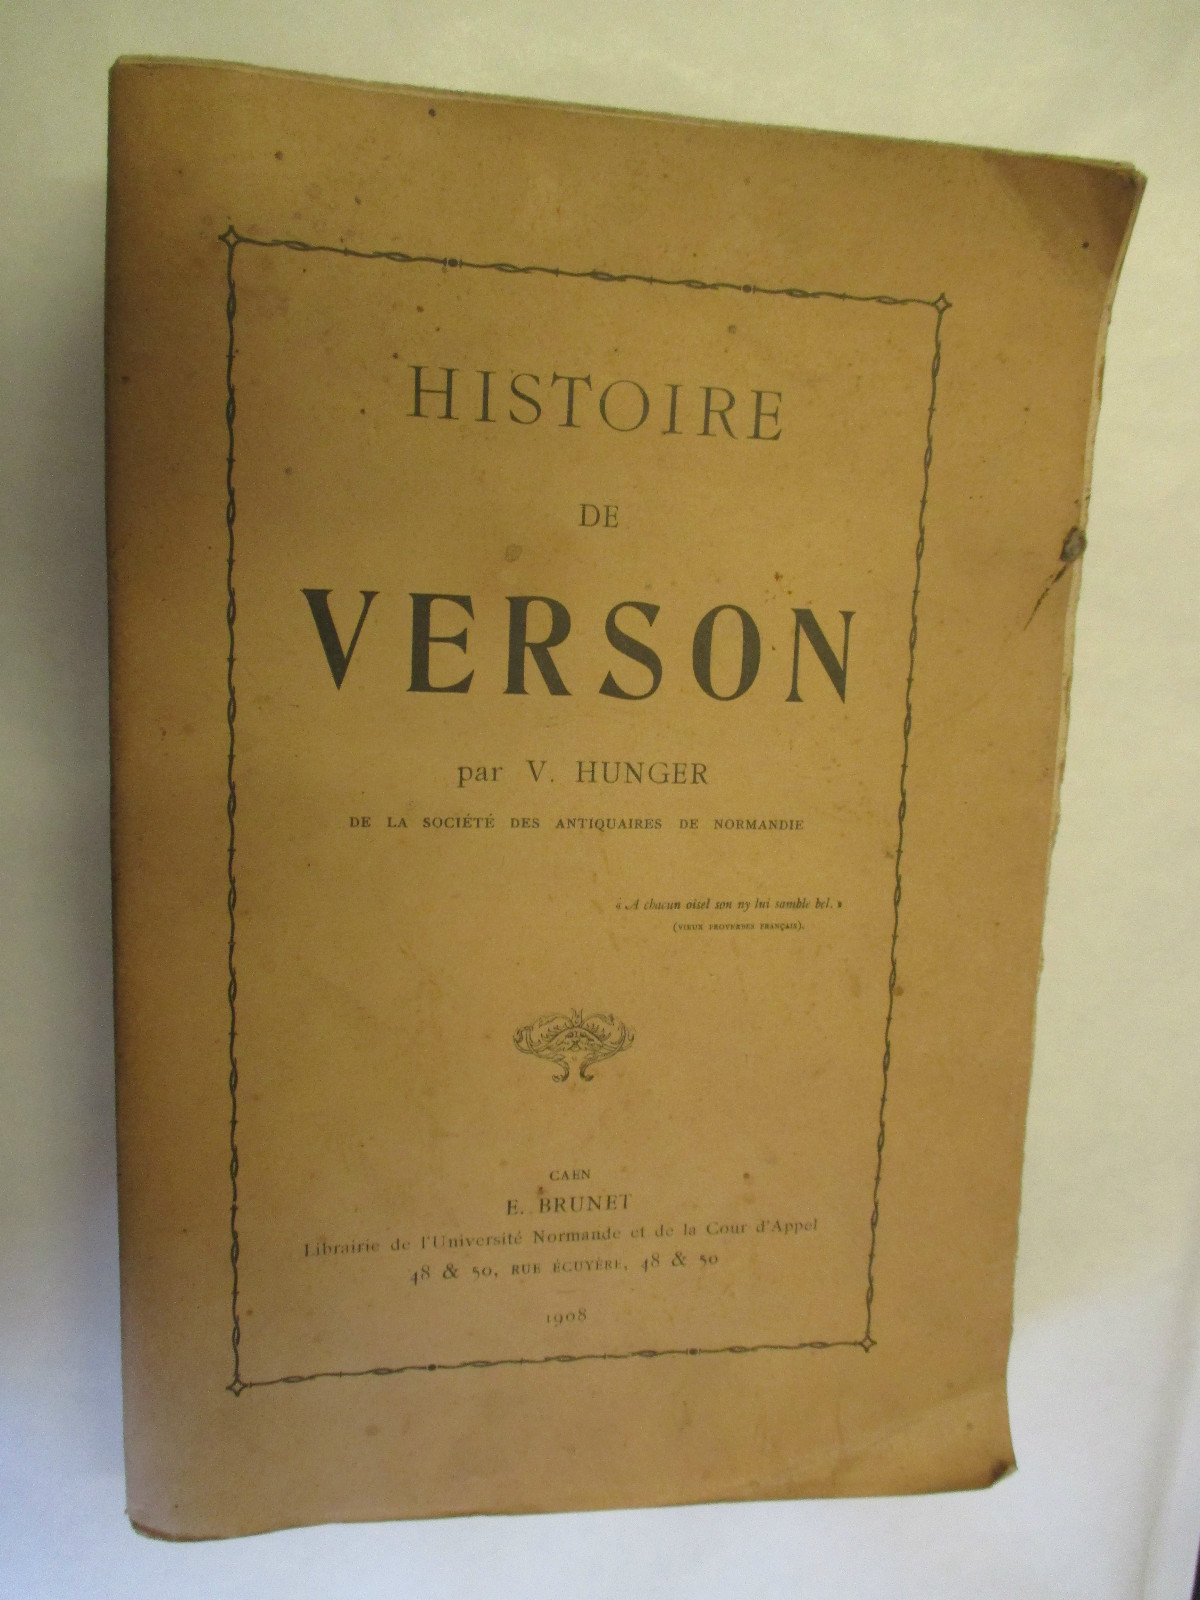 HISTOIRE
DE
VERSON
par V. HUNGER
DE LA SOCIÉTÉ DES ANTIQUAIRES DE NORMANDIE
« A chacun oisel son ny lui samble bel. »
(VIEUX PROVERBES FRANÇAIS).
CAEN
E. BRUNET
Librairie de l'Université Normande et de la Cour d'Appel
48 & 50, RUE ÉCUYÈRE, 48 & 50
1908